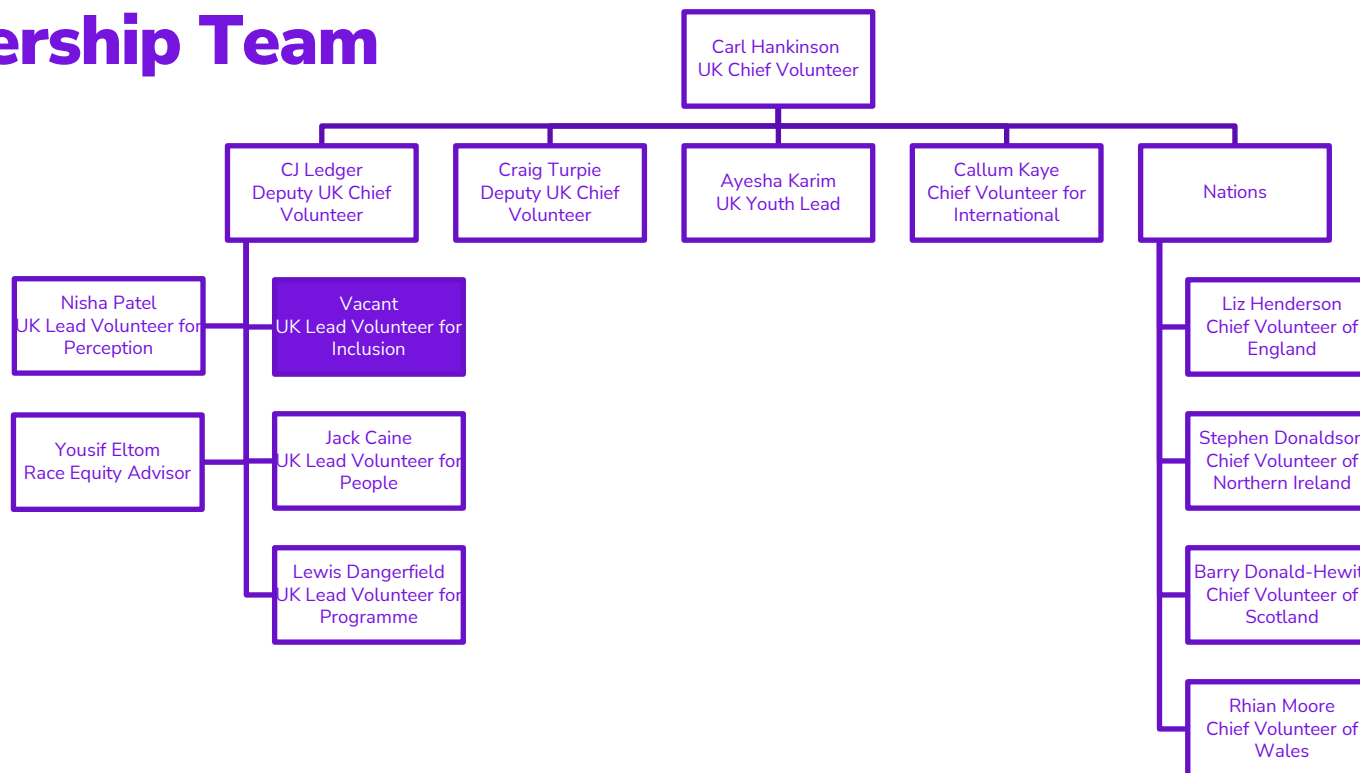 ership Team
Carl Hankinson
UK Chief Volunteer
CJ Ledger
Deputy UK Chief
Volunteer
Craig Turpie
Deputy UK Chief
Volunteer
Ayesha Karim
UK Youth Lead
Callum Kaye
Chief Volunteer for
International
Nations
Nisha Patel
UK Lead Volunteer for
Perception
Vacant
UK Lead Volunteer for
Inclusion
Liz Henderson
Chief Volunteer of
England
Yousif Eltom
Race Equity Advisor
Jack Caine
UK Lead Volunteer for
People
Stephen Donaldson
Chief Volunteer of
Northern Ireland
Lewis Dangerfield
UK Lead Volunteer for
Programme
Barry Donald-Hewit
Chief Volunteer of
Scotland
Rhian Moore
Chief Volunteer of
Wales